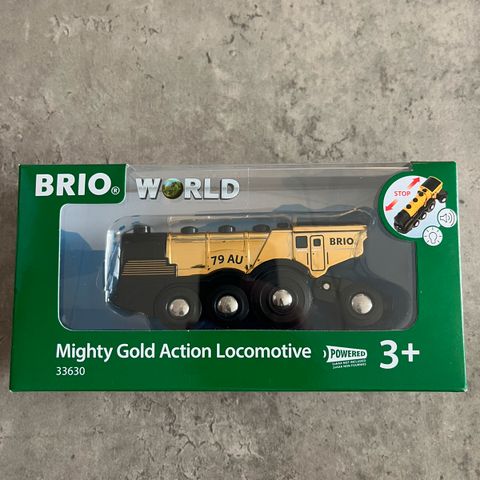 BRIO® WORLD
STOP
79 AU
BRIO
Mighty Gold Action Locomotive
33630
POWERED
3+